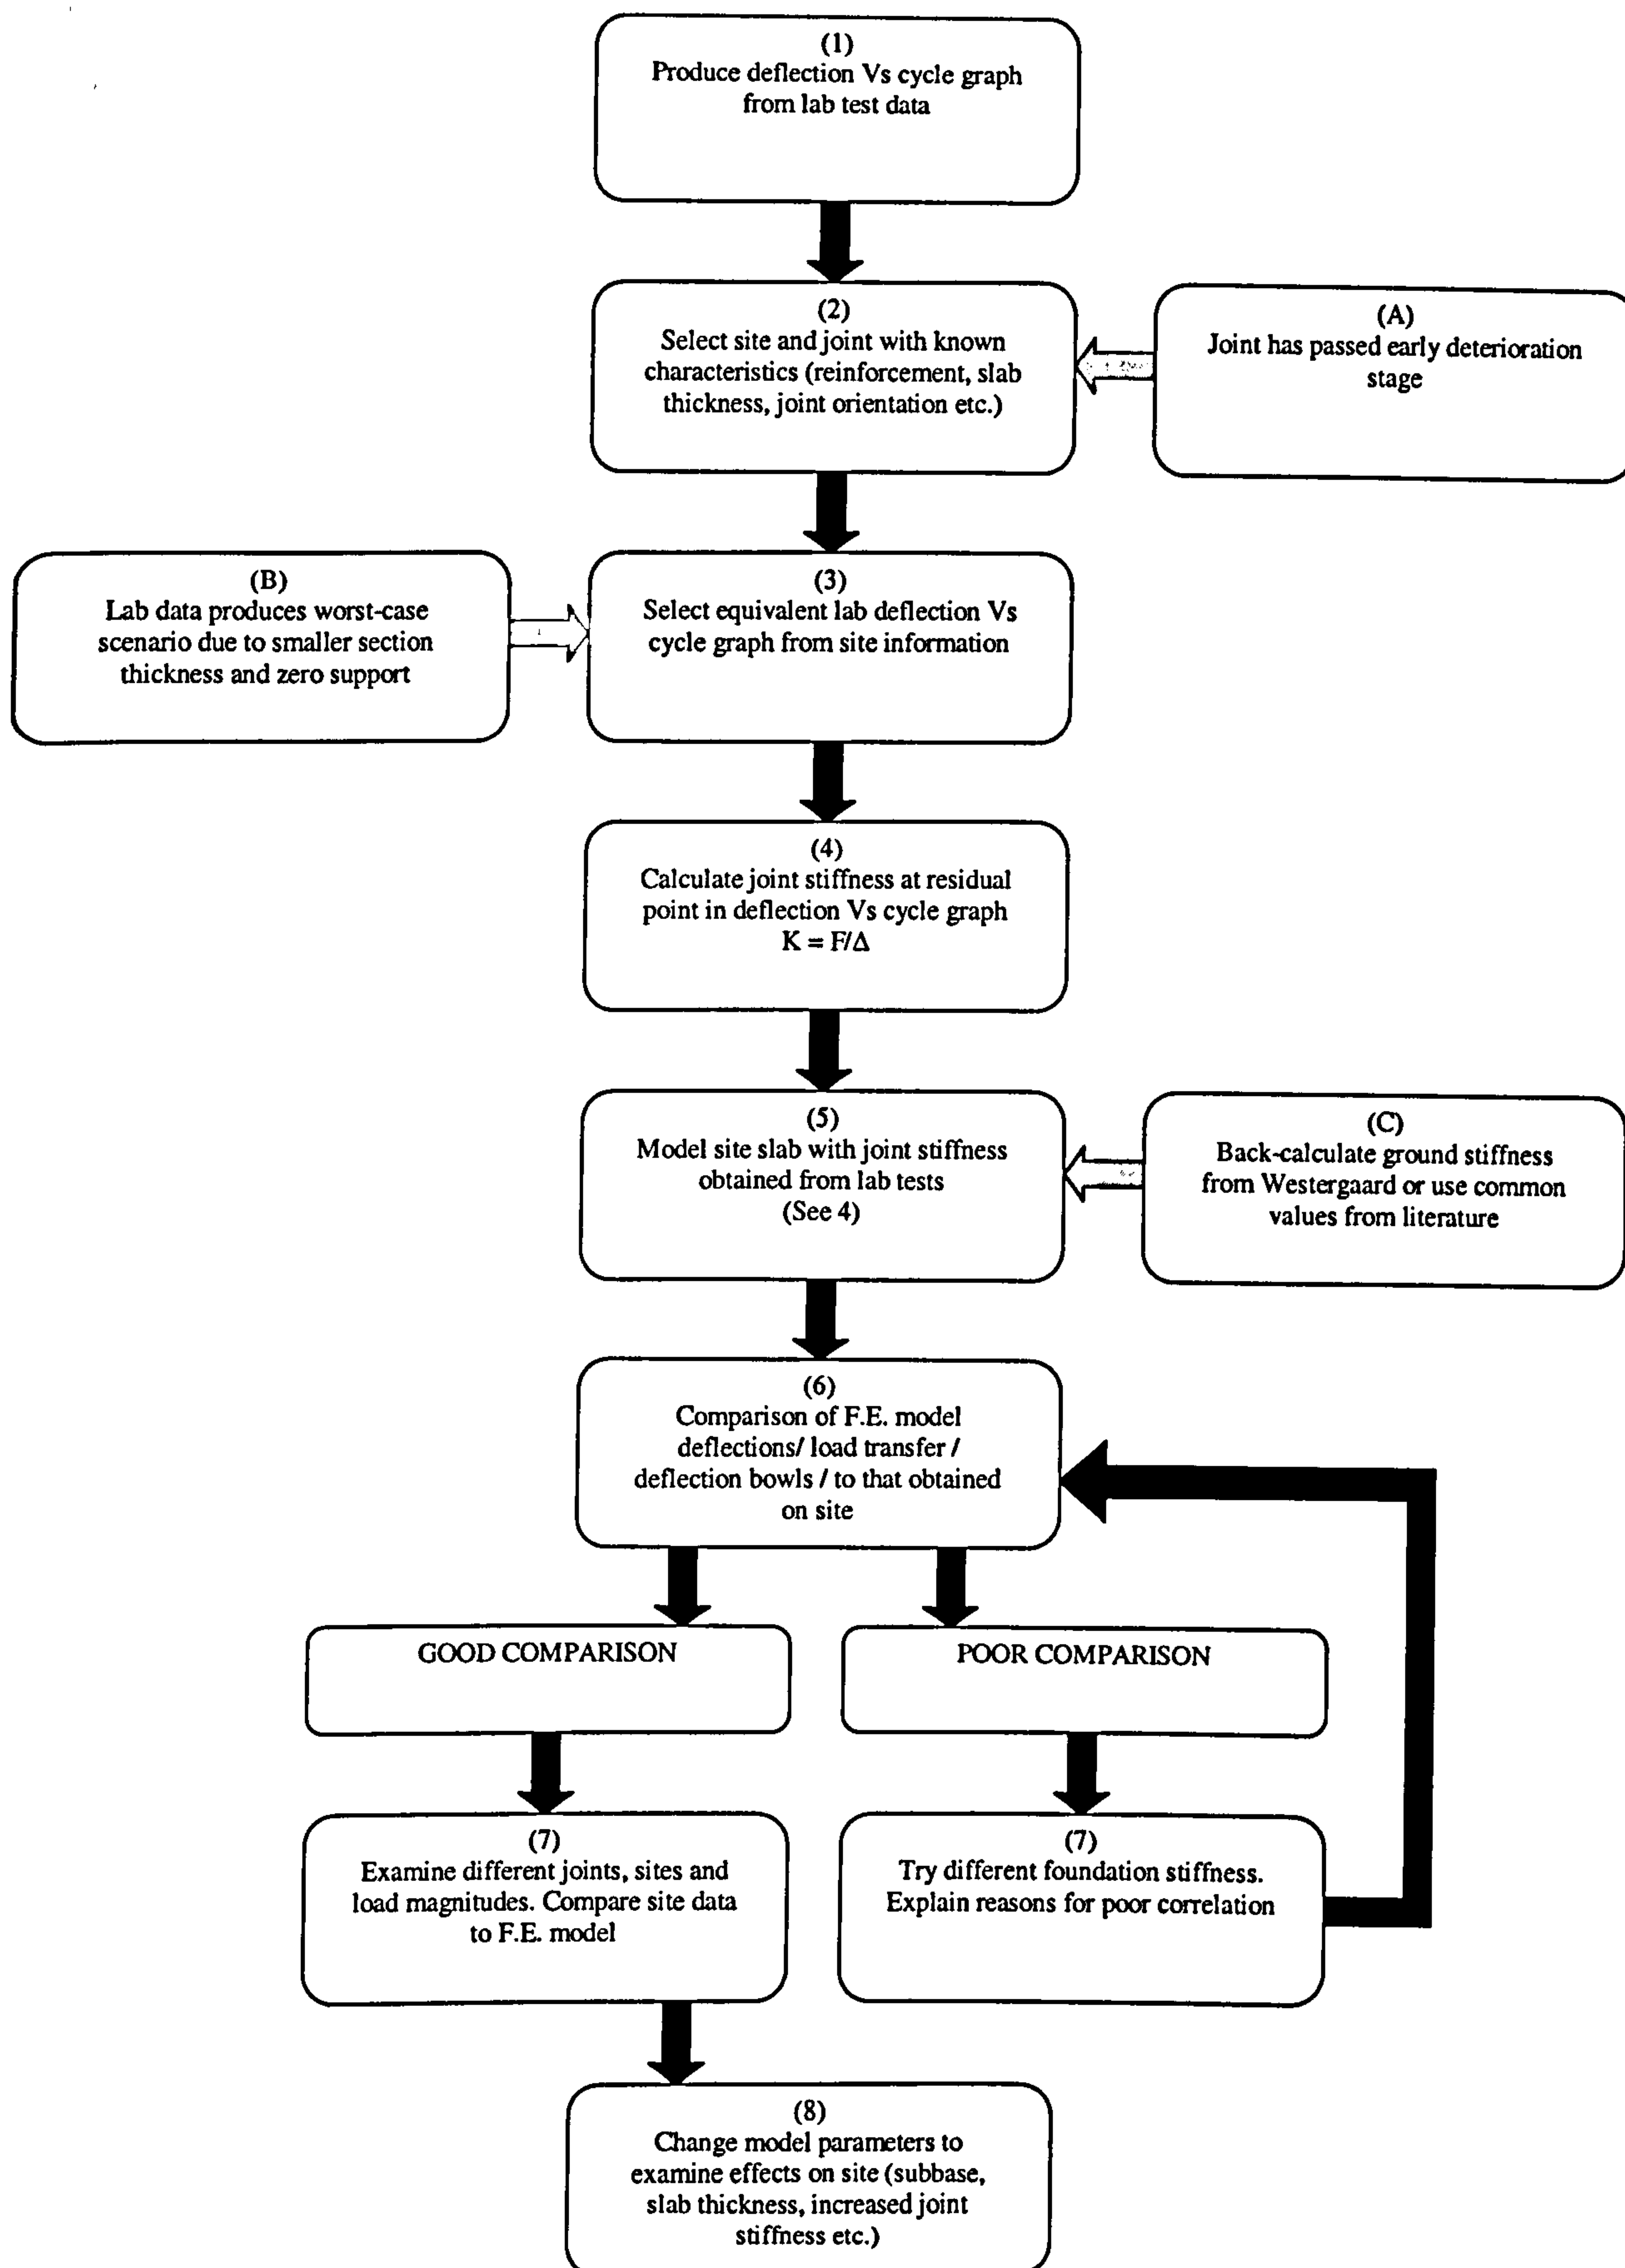 (1)
Produce deflection Vs cycle graph
from lab test data
(2)
Select site and joint with known
characteristics (reinforcement, slab
thickness, joint orientation etc.)
(A)
Joint has passed early deterioration
stage
(B)
Lab data produces worst-case
scenario due to smaller section
thickness and zero support
(3)
Select equivalent lab deflection Vs
cycle graph from site information
(4)
Calculate joint stiffness at residual
point in deflection Vs cycle graph
K = F/Δ
(5)
Model site slab with joint stiffness
obtained from lab tests
(See 4)
(C)
Back-calculate ground stiffness
from Westergaard or use common
values from literature
(6)
Comparison of F.E. model
deflections/ load transfer /
deflection bowls / to that obtained
on site
GOOD COMPARISON
POOR COMPARISON
(7)
Examine different joints, sites and
load magnitudes. Compare site data
to F.E. model
(7)
Try different foundation stiffness.
Explain reasons for poor correlation
(8)
Change model parameters to
examine effects on site (subbase,
slab thickness, increased joint
stiffness etc.)